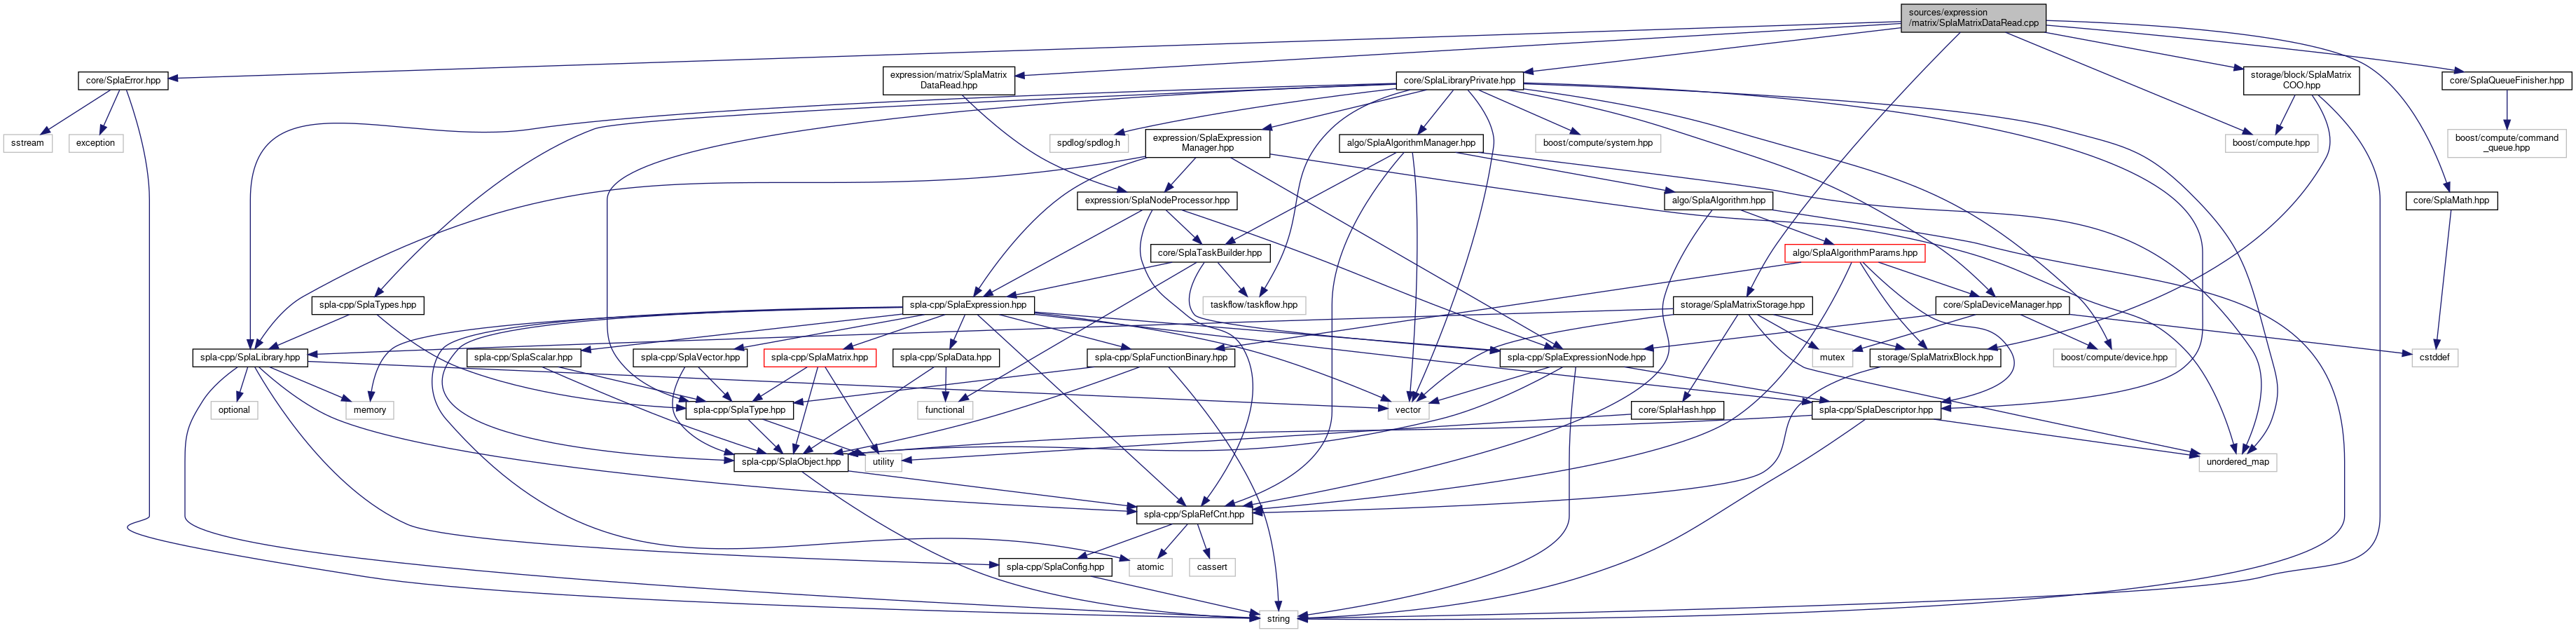 sources/expression
/matrix/SplaMatrixDataRead.cpp
core/SplaError.hpp
expression/matrix/SplaMatrix
DataRead.hpp
core/SplaLibraryPrivate.hpp
storage/block/SplaMatrix
COO.hpp
core/SplaQueueFinisher.hpp
sstream
exception
spdlog/spdlog.h
expression/SplaExpression
Manager.hpp
algo/SplaAlgorithmManager.hpp
boost/compute/system.hpp
boost/compute.hpp
boost/compute/command
_queue.hpp
expression/SplaNodeProcessor.hpp
algo/SplaAlgorithm.hpp
core/SplaMath.hpp
core/SplaTaskBuilder.hpp
algo/SplaAlgorithmParams.hpp
spla-cpp/SplaTypes.hpp
spla-cpp/SplaExpression.hpp
taskflow/taskflow.hpp
storage/SplaMatrixStorage.hpp
core/SplaDeviceManager.hpp
spla-cpp/SplaLibrary.hpp
spla-cpp/SplaScalar.hpp
spla-cpp/SplaVector.hpp
spla-cpp/SplaMatrix.hpp
spla-cpp/SplaData.hpp
spla-cpp/SplaFunctionBinary.hpp
spla-cpp/SplaExpressionNode.hpp
mutex
storage/SplaMatrixBlock.hpp
boost/compute/device.hpp
cstddef
optional
memory
spla-cpp/SplaType.hpp
functional
vector
core/SplaHash.hpp
spla-cpp/SplaDescriptor.hpp
spla-cpp/SplaObject.hpp
utility
unordered_map
spla-cpp/SplaRefCnt.hpp
spla-cpp/SplaConfig.hpp
atomic
cassert
string